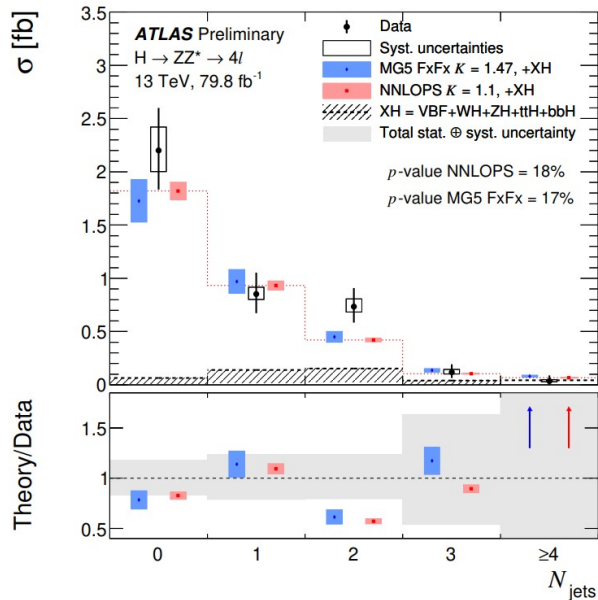 σ [fb]
3.5
3
2.5
2
1.5
1
0.5
0
ATLAS Preliminary
H → ZZ* → 4l
13 TeV, 79.8 fb⁻¹
Data
Syst. uncertainties
MG5 FxFx K = 1.47, +XH
NNLOPS K = 1.1, +XH
XH = VBF+WH+ZH+ttH+bbH
Total stat. ⊕ syst. uncertainty
p-value NNLOPS = 18%
p-value MG5 FxFx = 17%
Theory/Data
1.5
1
0.5
0 1 2 3 ≥4
N_jets